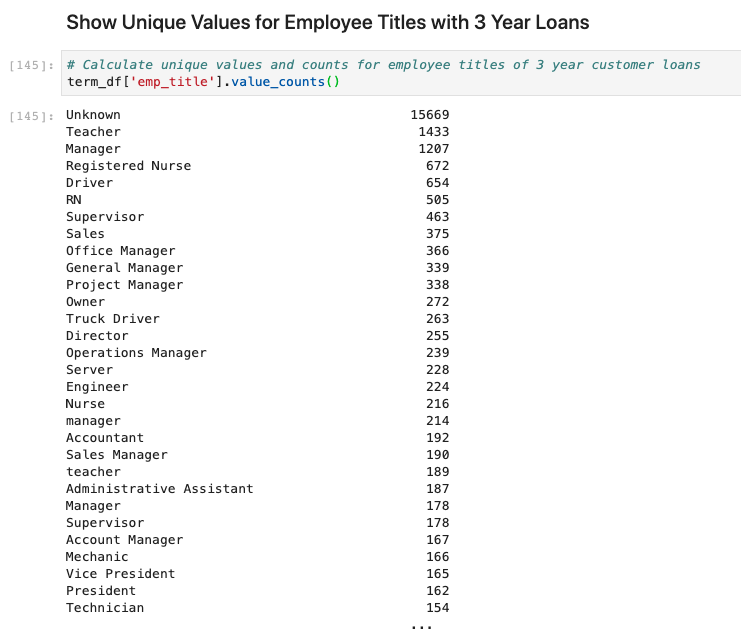 Show Unique Values for Employee Titles with 3 Year Loans
[145]: # Calculate unique values and counts for employee titles of 3 year customer loans
term_df['emp_title'].value_counts()
[145]: Unknown 15669
Teacher 1433
Manager 1207
Registered Nurse 672
Driver 654
RN 505
Supervisor 463
Sales 375
Office Manager 366
General Manager 339
Project Manager 338
Owner 272
Truck Driver 263
Director 255
Operations Manager 239
Server 228
Engineer 224
Nurse 216
manager 214
Accountant 192
Sales Manager 190
teacher 189
Administrative Assistant 187
Manager 178
Supervisor 178
Account Manager 167
Mechanic 166
Vice President 165
President 162
Technician 154
...